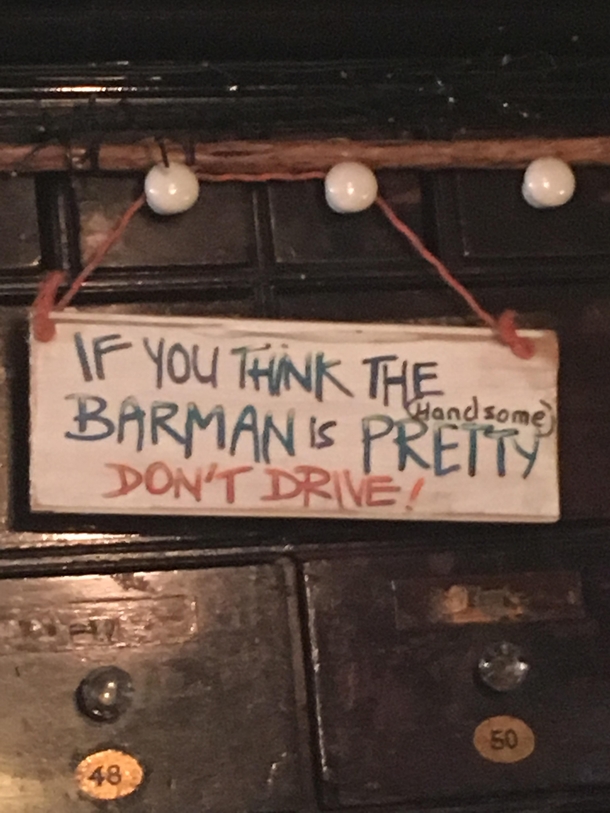 IF YOU THINK THE
(Handsome)
BARMAN IS PRETTY
DON'T DRIVE!
48
50